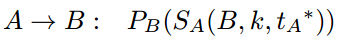 A → B : P_B(S_A(B, k, t_A*))